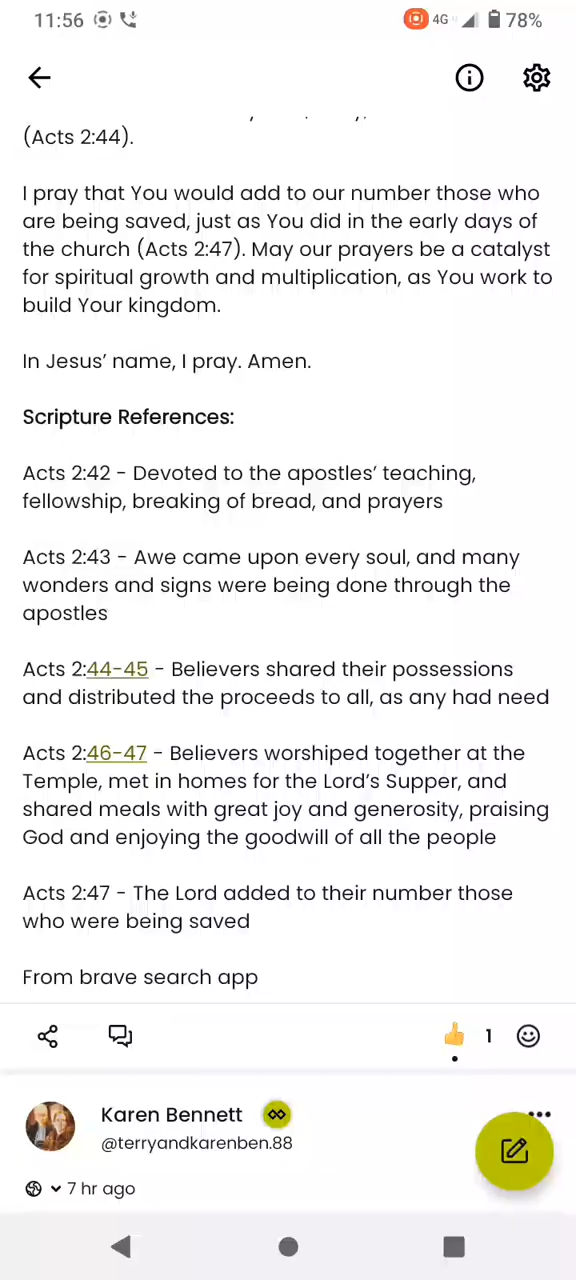 11:56
4G
78%
(Acts 2:44).
I pray that You would add to our number those who
are being saved, just as You did in the early days of
the church (Acts 2:47). May our prayers be a catalyst
for spiritual growth and multiplication, as You work to
build Your kingdom.
In Jesus’ name, I pray. Amen.
Scripture References:
Acts 2:42 - Devoted to the apostles’ teaching,
fellowship, breaking of bread, and prayers
Acts 2:43 - Awe came upon every soul, and many
wonders and signs were being done through the
apostles
Acts 2:44-45 - Believers shared their possessions
and distributed the proceeds to all, as any had need
Acts 2:46-47 - Believers worshiped together at the
Temple, met in homes for the Lord’s Supper, and
shared meals with great joy and generosity, praising
God and enjoying the goodwill of all the people
Acts 2:47 - The Lord added to their number those
who were being saved
From brave search app
1
Karen Bennett
@terryandkarenben.88
7 hr ago